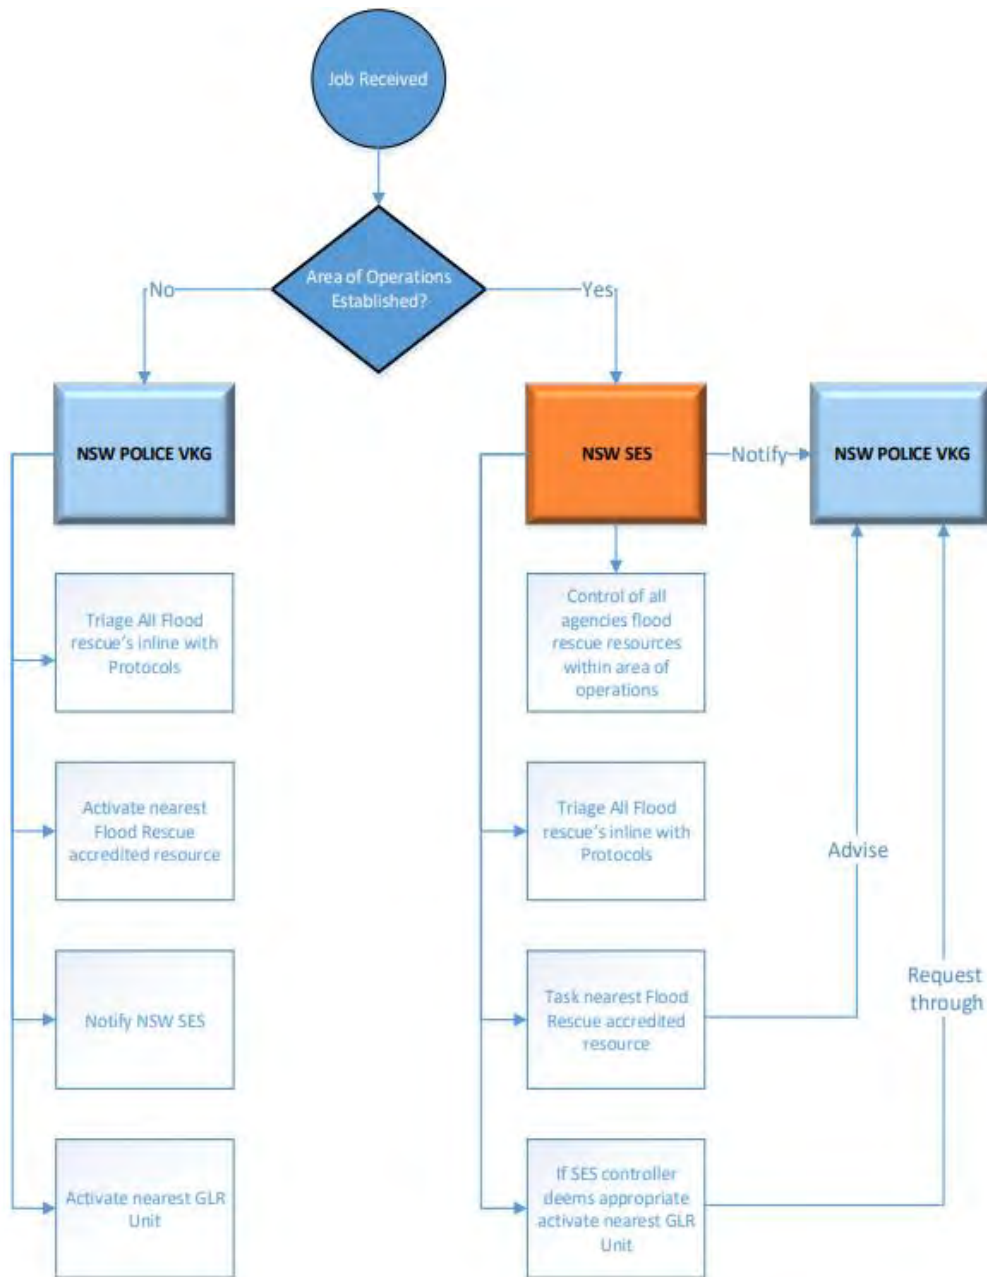 Job Received
Area of Operations
Established?
No
Yes
NSW POLICE VKG
NSW SES
Notify
NSW POLICE VKG
Triage All Flood
rescue's inline with
Protocols
Activate nearest
Flood Rescue
accredited resource
Notify NSW SES
Activate nearest GLR
Unit
Control of all
agencies flood
rescue resources
within area of
operations
Triage All Flood
rescue's inline with
Protocols
Task nearest Flood
Rescue accredited
resource
If SES controller
deems appropriate
activate nearest GLR
Unit
Advise
Request
through